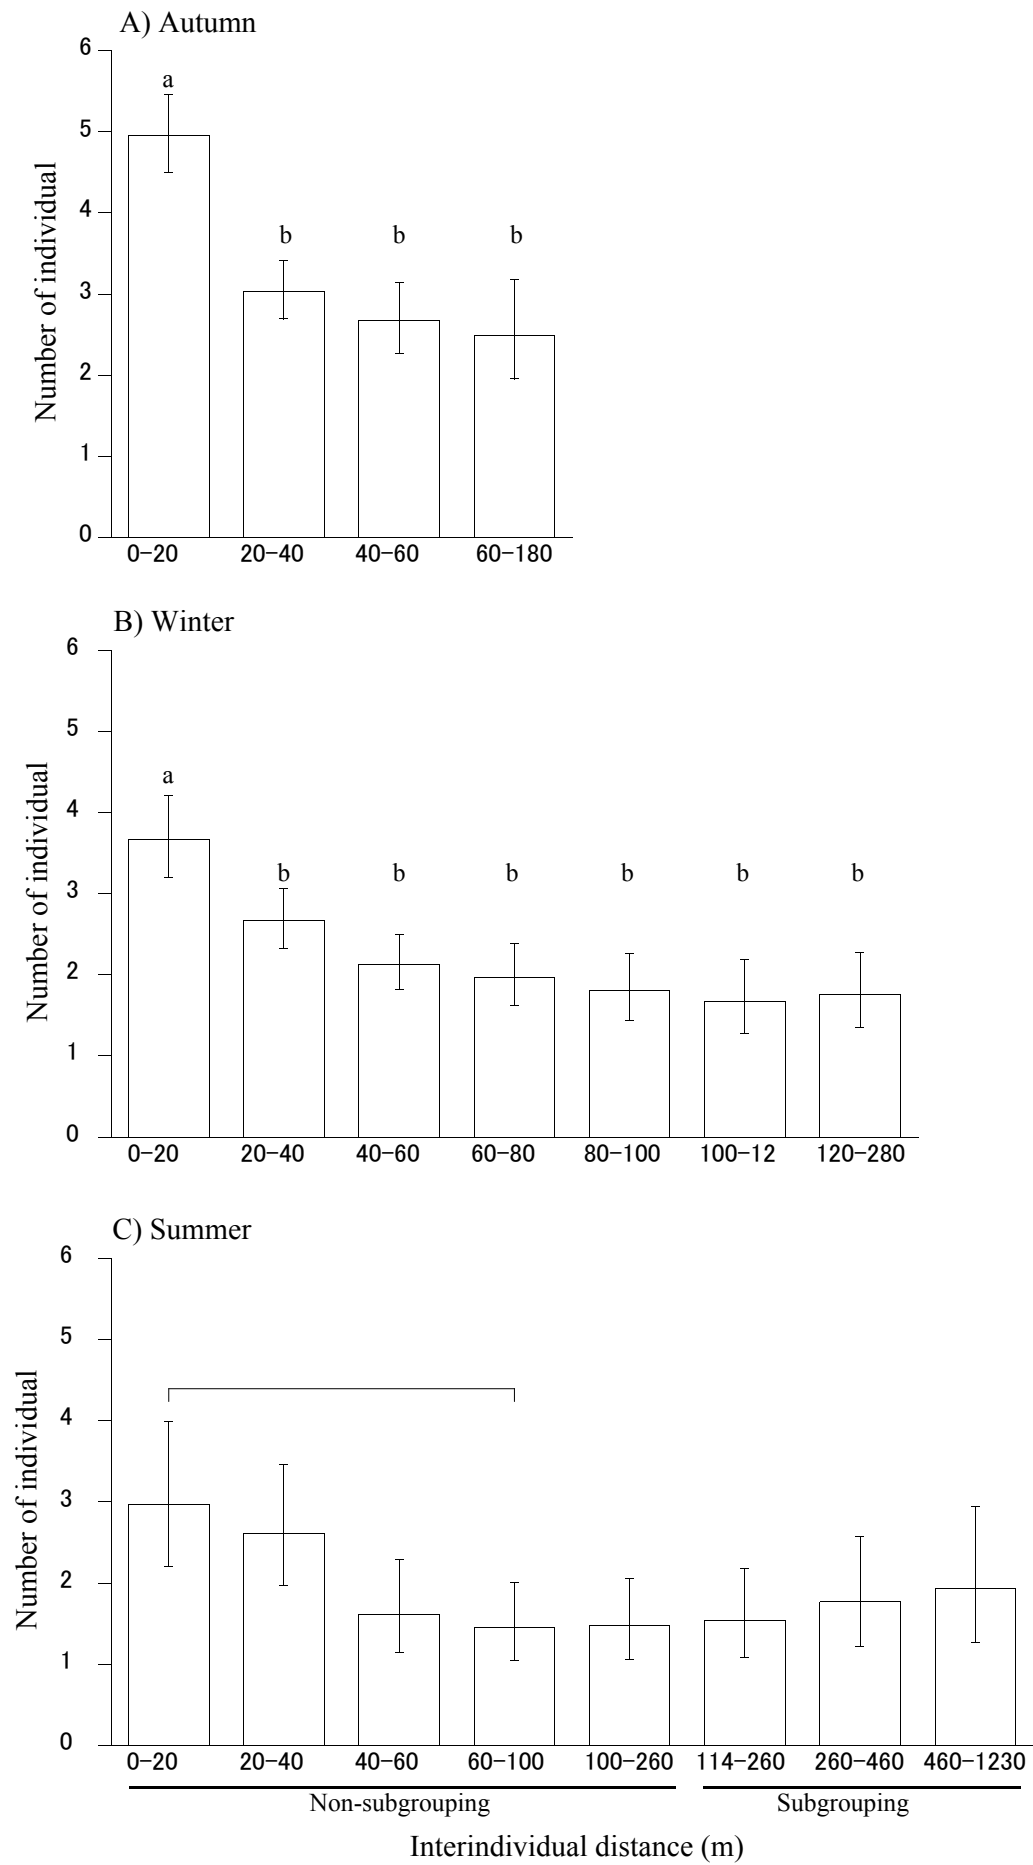 A) Autumn
6
a
5
4
b b b
3
2
1
0
0-20 20-40 40-60 60-180
Number of individual
B) Winter
6
5
a
4
b b b b b b
3
2
1
0
0-20 20-40 40-60 60-80 80-100 100-12 120-280
Number of individual
C) Summer
6
5
4
3
2
1
0
0-20 20-40 40-60 60-100 100-260 114-260 260-460 460-1230
Number of individual
Non-subgrouping Subgrouping
Interindividual distance (m)